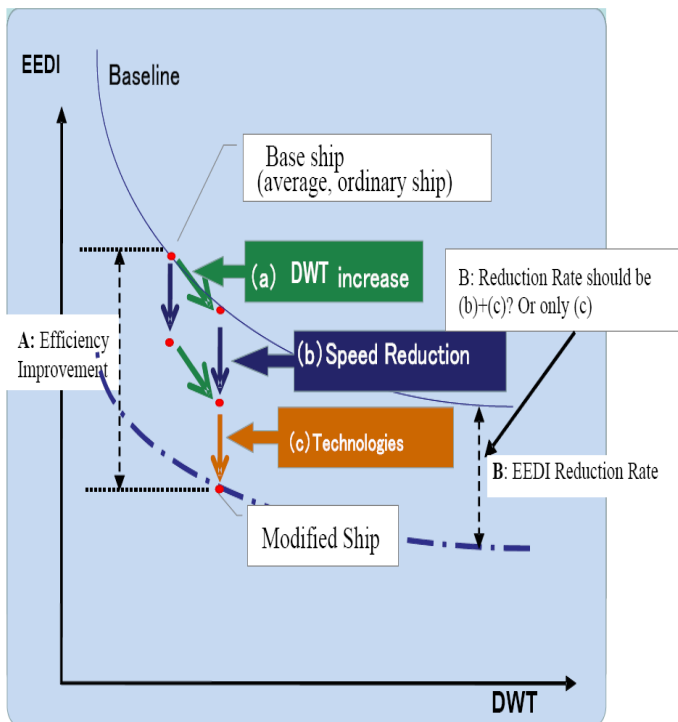 EEDI
Baseline
Base ship
(average, ordinary ship)
(a) DWT increase
B: Reduction Rate should be
(b)+(c)? Or only (c)
A: Efficiency
Improvement
(b) Speed Reduction
(c) Technologies
B: EEDI Reduction Rate
Modified Ship
DWT